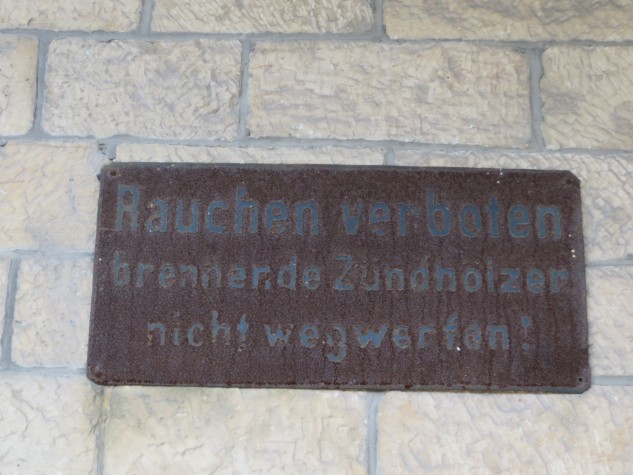 Rauchen verboten
brennende Zündhölzer
nicht wegwerfen!